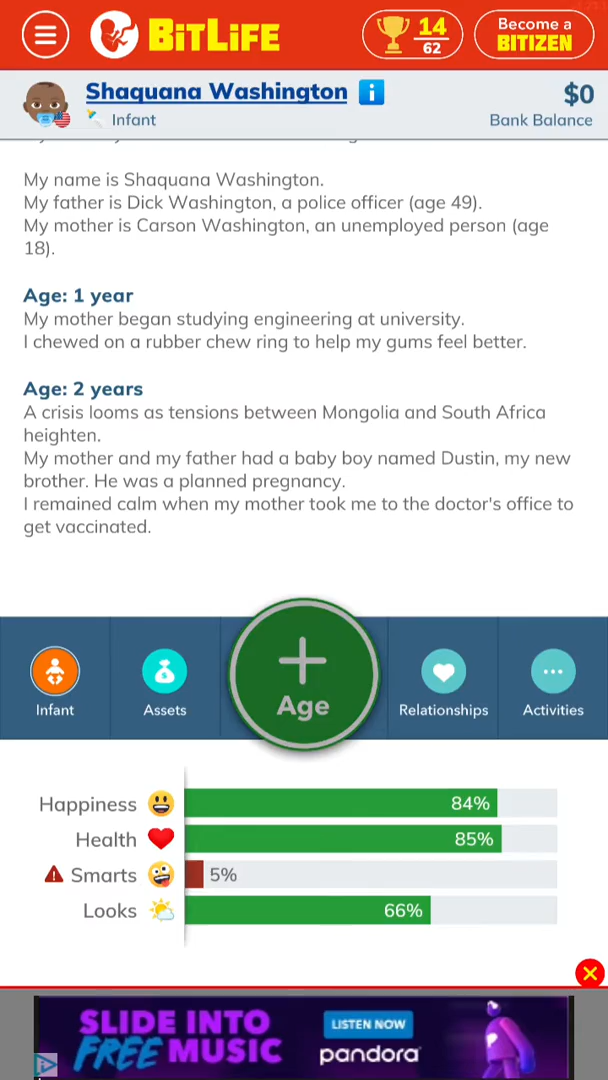 BitLife
14
62
Become a
BITIZEN
Shaquana Washington
$0
Infant
Bank Balance
My name is Shaquana Washington.
My father is Dick Washington, a police officer (age 49).
My mother is Carson Washington, an unemployed person (age
18).
Age: 1 year
My mother began studying engineering at university.
I chewed on a rubber chew ring to help my gums feel better.
Age: 2 years
A crisis looms as tensions between Mongolia and South Africa
heighten.
My mother and my father had a baby boy named Dustin, my new
brother. He was a planned pregnancy.
I remained calm when my mother took me to the doctor's office to
get vaccinated.
Infant
Assets
Age
Relationships
Activities
Happiness 84%
Health 85%
Smarts 5%
Looks 66%
SLIDE INTO
FREE MUSIC
LISTEN NOW
pandora